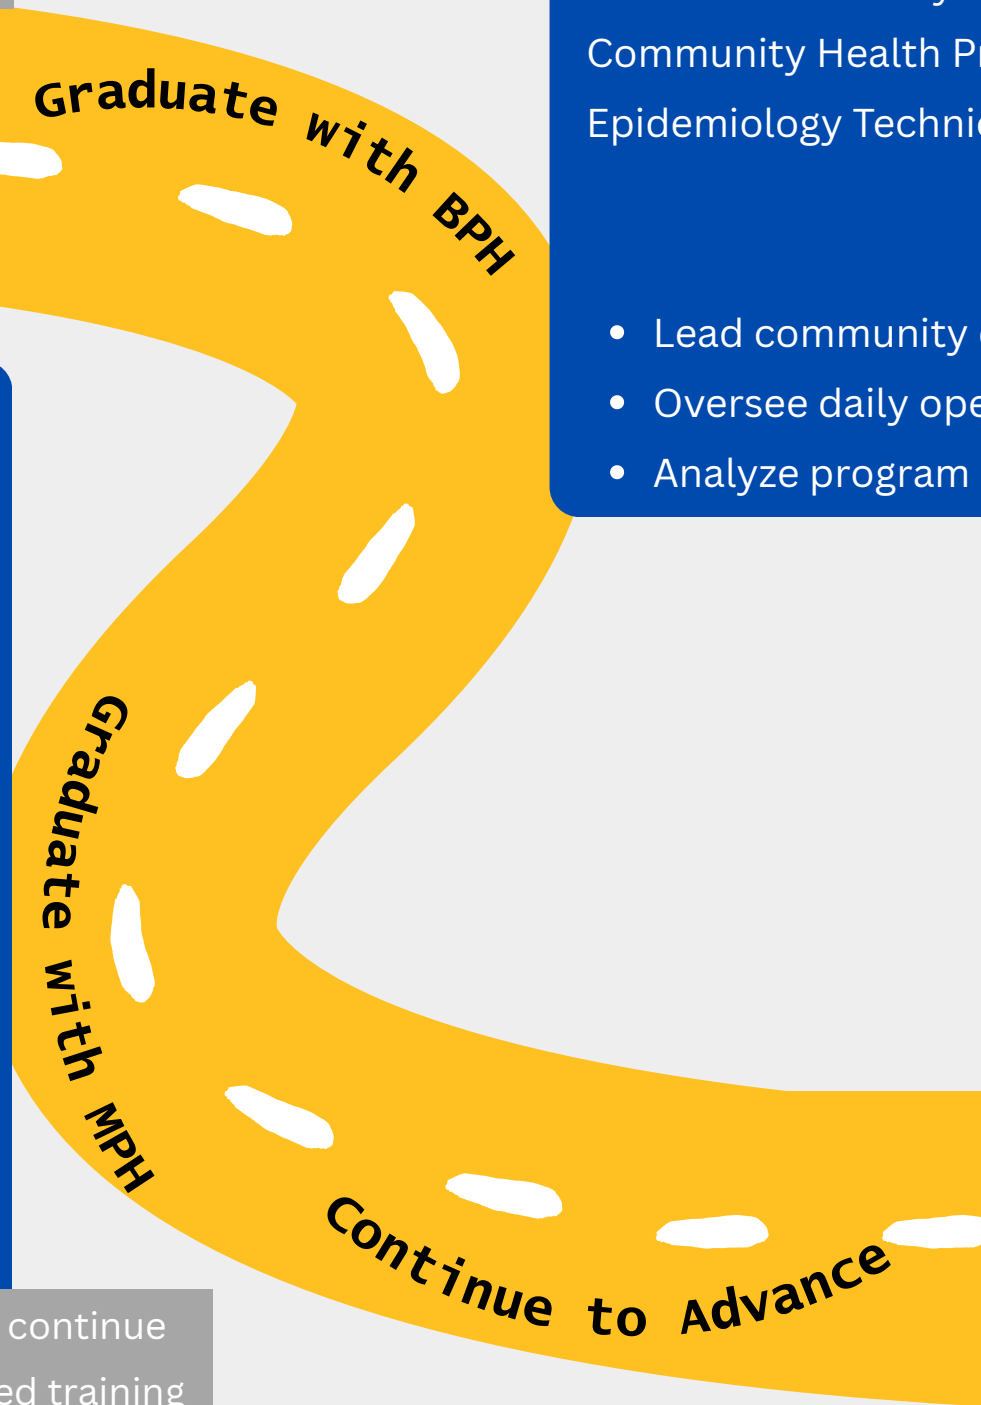 Community Health
Epidemiology
Graduate with BPH
Lead community
Oversee daily
Analyze program
Graduate with MPH
Continue to Advance
continue
training